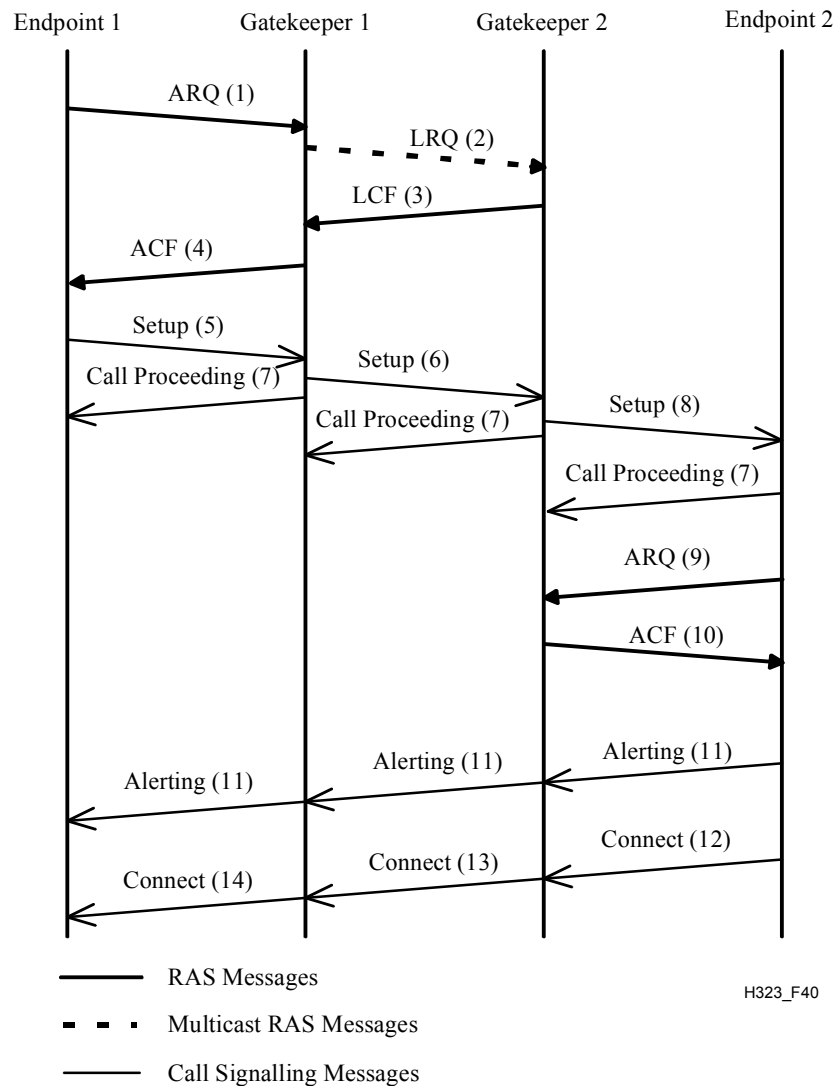 Endpoint 1 Gatekeeper 1 Gatekeeper 2 Endpoint 2
ARQ (1)
LRQ (2)
LCF (3)
ACF (4)
Setup (5)
Setup (6)
Call Proceeding (7)
Setup (8)
Call Proceeding (7)
Call Proceeding (7)
ARQ (9)
ACF (10)
Alerting (11)
Alerting (11)
Alerting (11)
Connect (12)
Connect (13)
Connect (14)
RAS Messages
H323_F40
Multicast RAS Messages
Call Signalling Messages